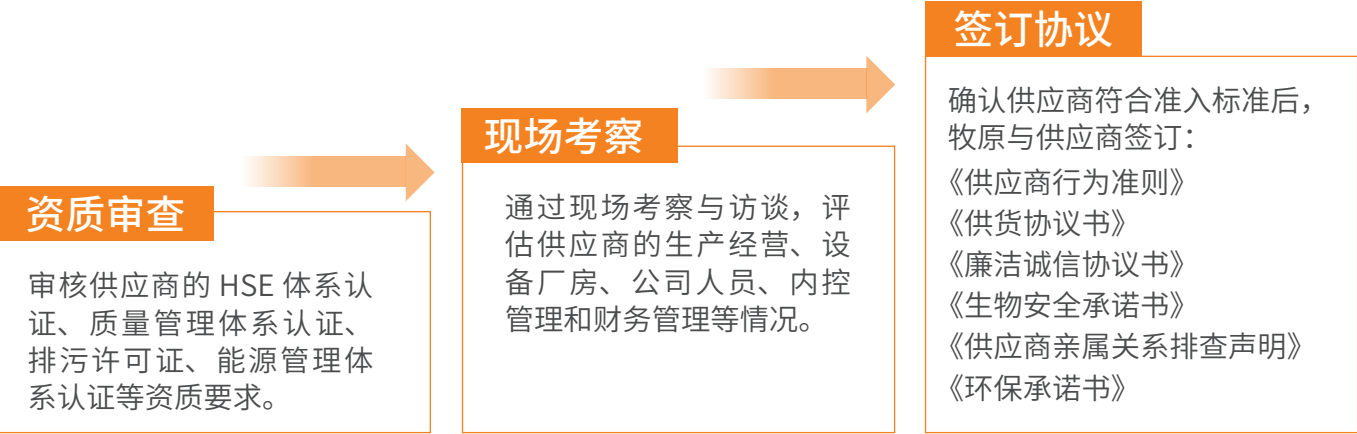 资质审查
审核供应商的 HSE 体系认
证、质量管理体系认证、
排污许可证、能源管理体
系认证等资质要求。
现场考察
通过现场考察与访谈，评
估供应商的生产经营、设
备厂房、公司人员、内控
管理和财务管理等情况。
签订协议
确认供应商符合准入标准后，
牧原与供应商签订：
《供应商行为准则》
《供货协议书》
《廉洁诚信协议书》
《生物安全承诺书》
《供应商亲属关系排查声明》
《环保承诺书》